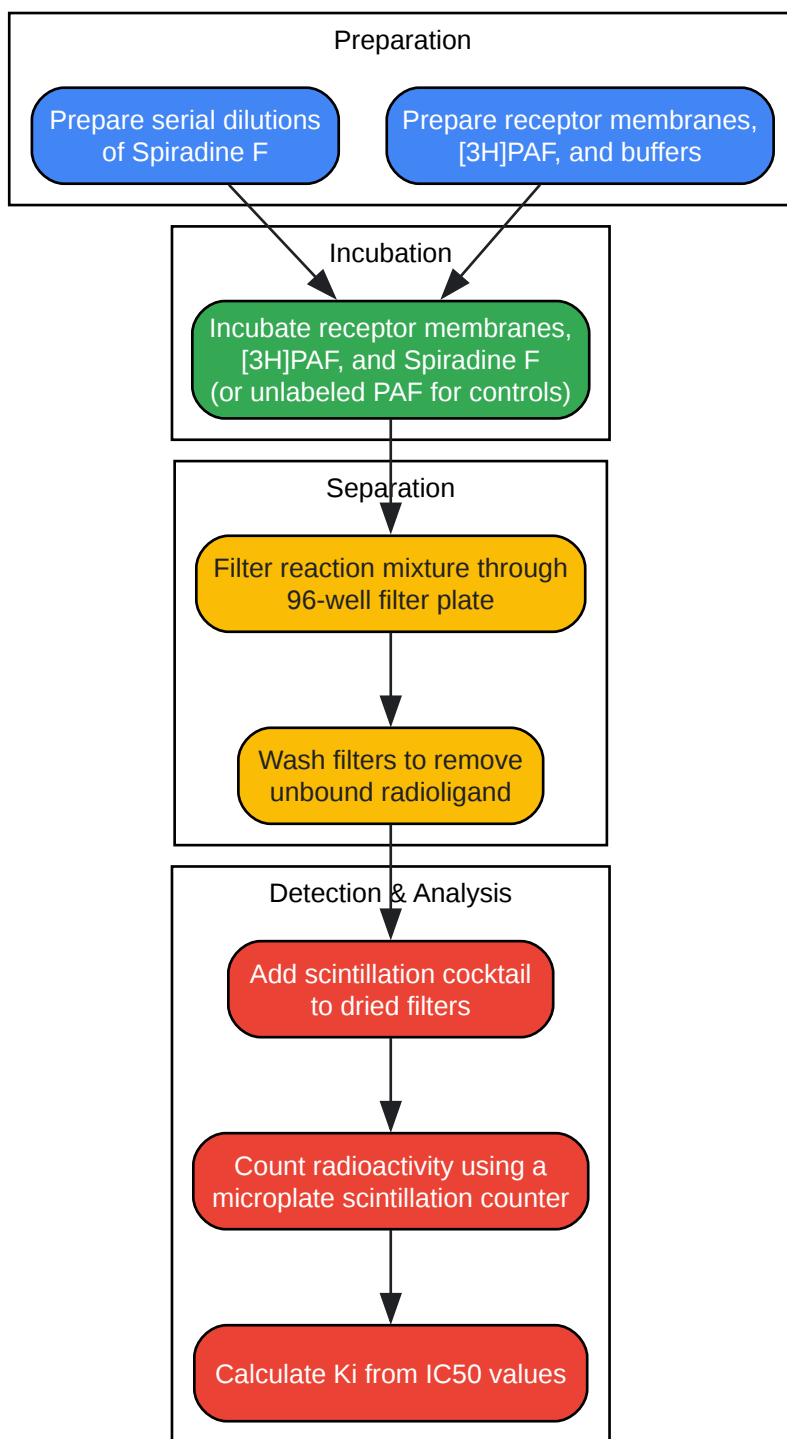 Preparation
Prepare serial dilutions
of Spiradine F
Prepare receptor membranes,
[3H]PAF, and buffers
Incubation
Incubate receptor membranes,
[3H]PAF, and Spiradine F
(or unlabeled PAF for controls)
Separation
Filter reaction mixture through
96-well filter plate
Wash filters to remove
unbound radioligand
Detection & Analysis
Add scintillation cocktail
to dried filters
Count radioactivity using a
microplate scintillation counter
Calculate Ki from IC50 values